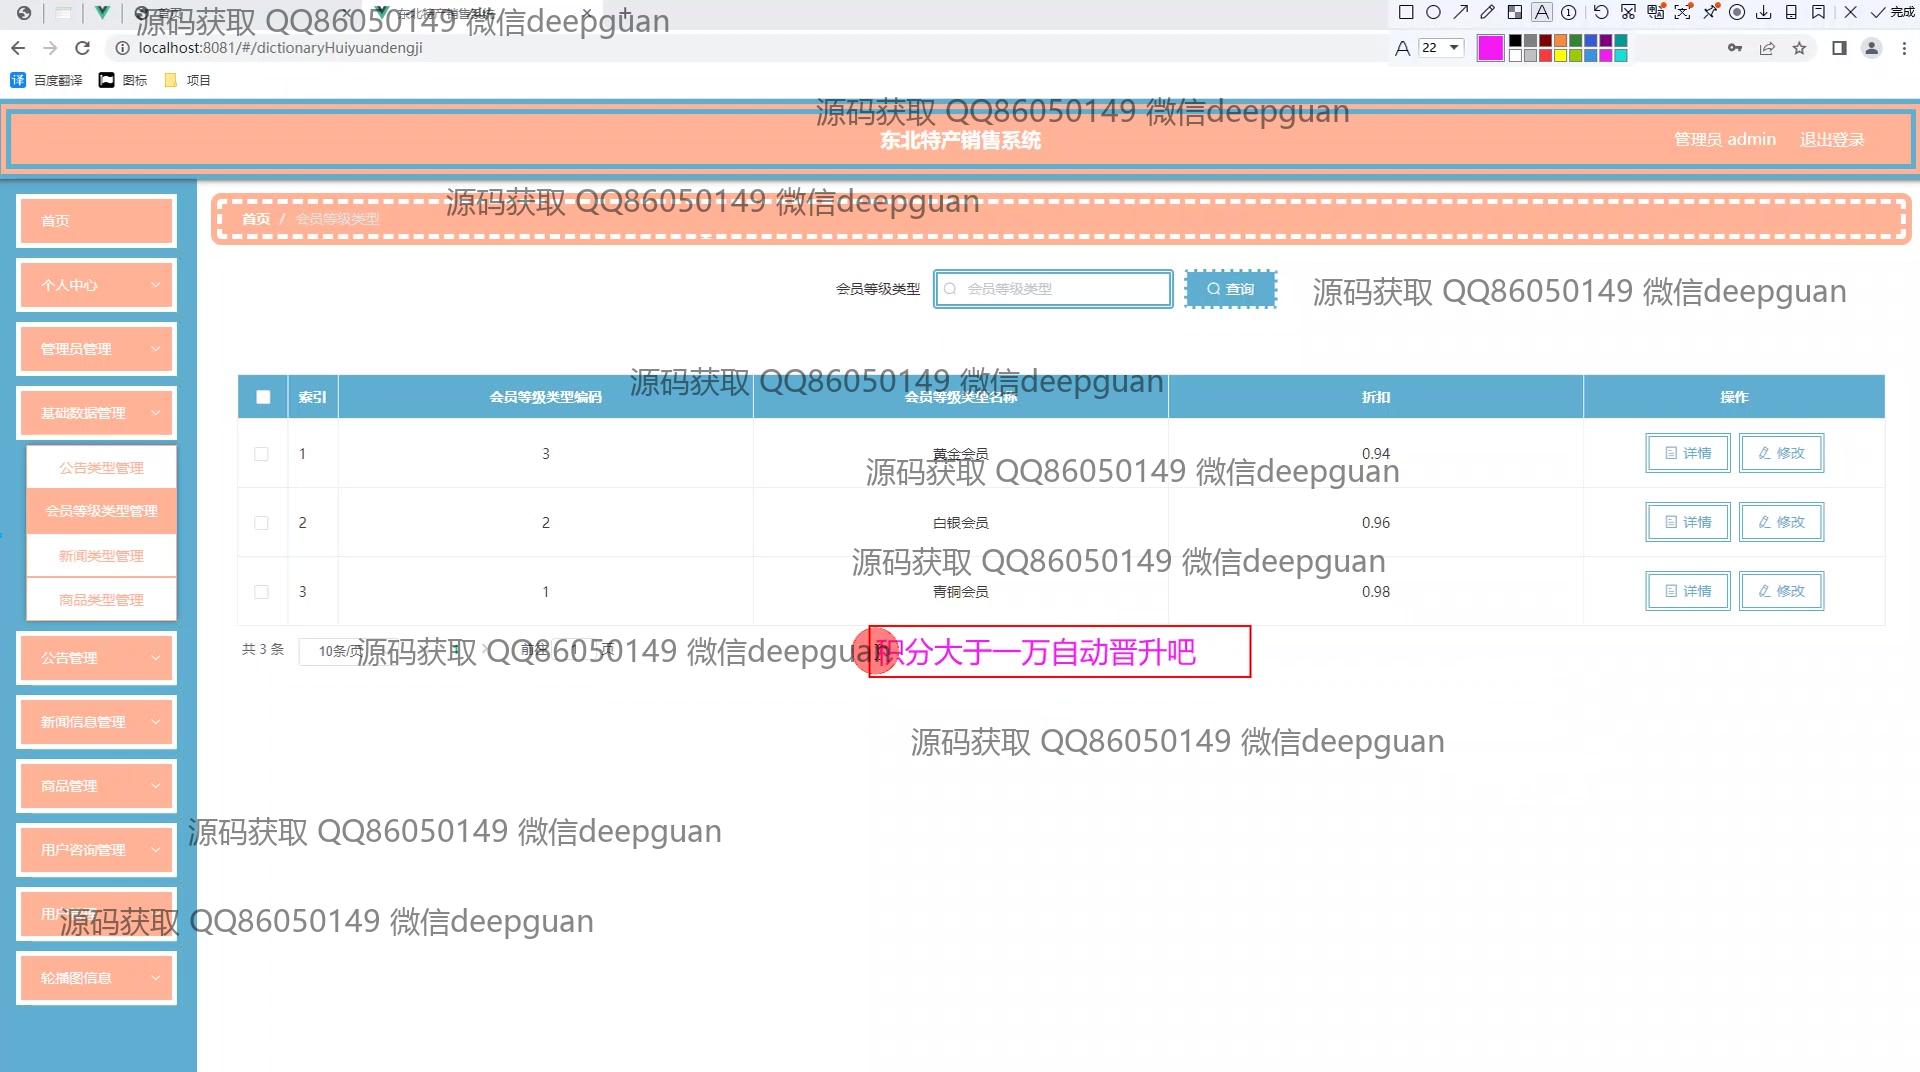 首页
东北特产销售系统
完成
localhost:8081/#/dictionaryHuiyuandengji
22
百度翻译
图标
项目
源码获取 QQ86050149 微信deepguan
源码获取 QQ86050149 微信deepguan
东北特产销售系统
管理员 admin
退出登录
源码获取 QQ86050149 微信deepguan
首页 / 会员等级类型
首页
个人中心
管理员管理
基础数据管理
公告类型管理
会员等级类型管理
新闻类型管理
商品类型管理
公告管理
新闻信息管理
商品管理
用户咨询管理
轮播图信息
会员等级类型
会员等级类型
查询
源码获取 QQ86050149 微信deepguan
源码获取 QQ86050149 微信deepguan
索引 会员等级类型编码 会员等级类型名称 折扣 操作
1 3 黄金会员 0.94 详情 修改
源码获取 QQ86050149 微信deepguan
2 2 白银会员 0.96 详情 修改
源码获取 QQ86050149 微信deepguan
3 1 青铜会员 0.98 详情 修改
共 3 条 10条/页 1 前往 1 页
源码获取 QQ86050149 微信deepguan
积分大于一万自动晋升吧
源码获取 QQ86050149 微信deepguan
源码获取 QQ86050149 微信deepguan
源码获取 QQ86050149 微信deepguan